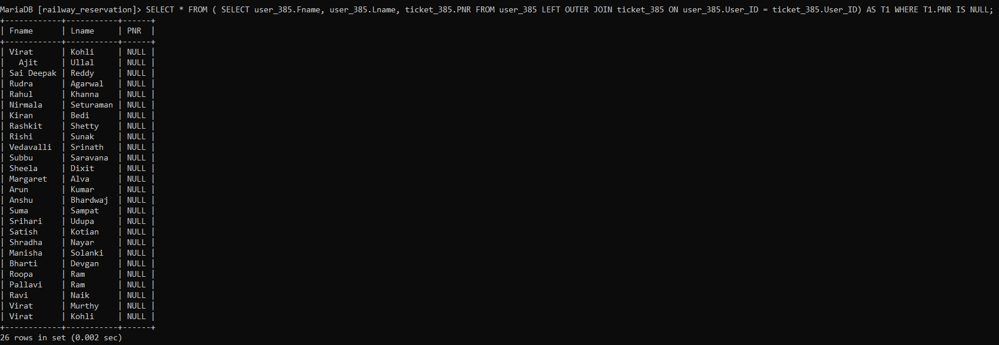 MariaDB [railway_reservation]> SELECT * FROM ( SELECT user_385.Fname, user_385.Lname, ticket_385.PNR FROM user_385 LEFT OUTER JOIN ticket_385 ON user_385.User_ID = ticket_385.User_ID) AS T1 WHERE T1.PNR IS NULL;
+------------+-----------+------+
| Fname      | Lname     | PNR  |
+------------+-----------+------+
| Virat      | Kohli     | NULL |
|   Ajit     | Ullal     | NULL |
| Sai Deepak | Reddy     | NULL |
| Rudra      | Agarwal   | NULL |
| Rahul      | Khanna    | NULL |
| Nirmala    | Seturaman | NULL |
| Kiran      | Bedi      | NULL |
| Rashkit    | Shetty    | NULL |
| Rishi      | Sunak     | NULL |
| Vedavalli  | Srinath   | NULL |
| Subbu      | Saravana  | NULL |
| Sheela     | Dixit     | NULL |
| Margaret   | Alva      | NULL |
| Arun       | Kumar     | NULL |
| Anshu      | Bhardwaj  | NULL |
| Suma       | Sampat    | NULL |
| Srihari    | Udupa     | NULL |
| Satish     | Kotian    | NULL |
| Shradha    | Nayar     | NULL |
| Manisha    | Solanki   | NULL |
| Bharti     | Devgan    | NULL |
| Roopa      | Ram       | NULL |
| Pallavi    | Ram       | NULL |
| Ravi       | Naik      | NULL |
| Virat      | Murthy    | NULL |
| Virat      | Kohli     | NULL |
+------------+-----------+------+
26 rows in set (0.002 sec)